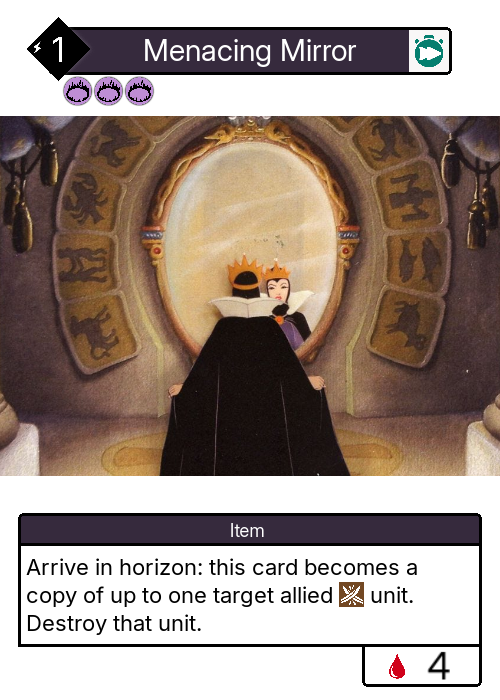 1
Menacing Mirror
Item
Arrive in horizon: this card becomes a
copy of up to one target allied unit.
Destroy that unit.
4